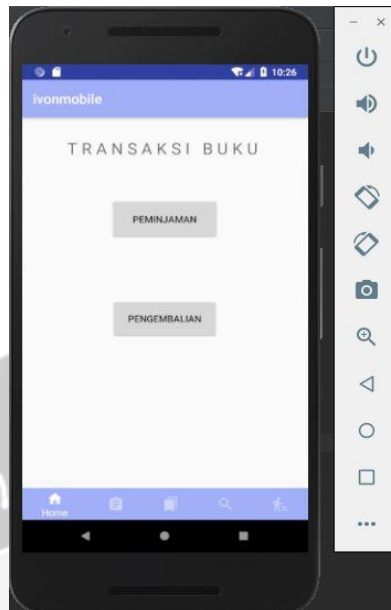 10:26
ivonmobile
TRANSAKSI BUKU
PEMINJAMAN
PENGEMBALIAN
Home